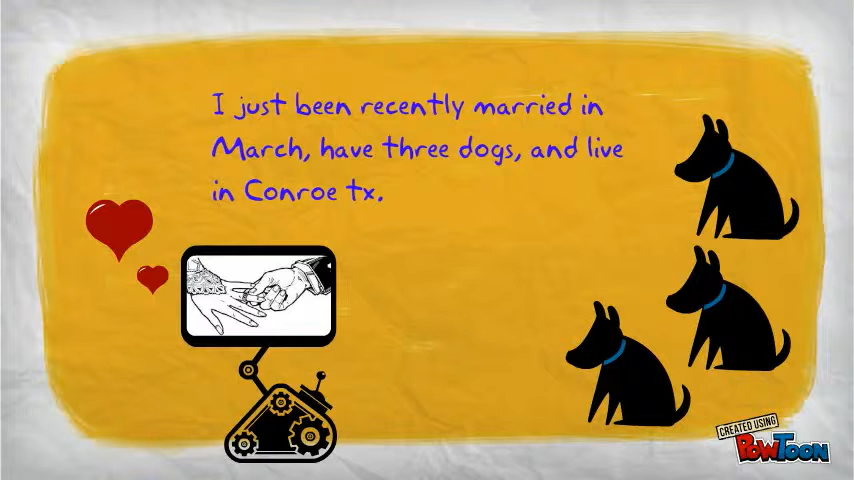 I just been recently married in
March, have three dogs, and live
in Conroe tx.
CREATED USING
POWTOON